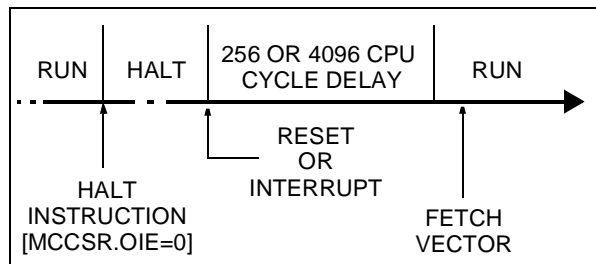 RUN
HALT
256 OR 4096 CPU
CYCLE DELAY
RUN
RESET
OR
INTERRUPT
HALT
INSTRUCTION
[MCCSR.OIE=0]
FETCH
VECTOR